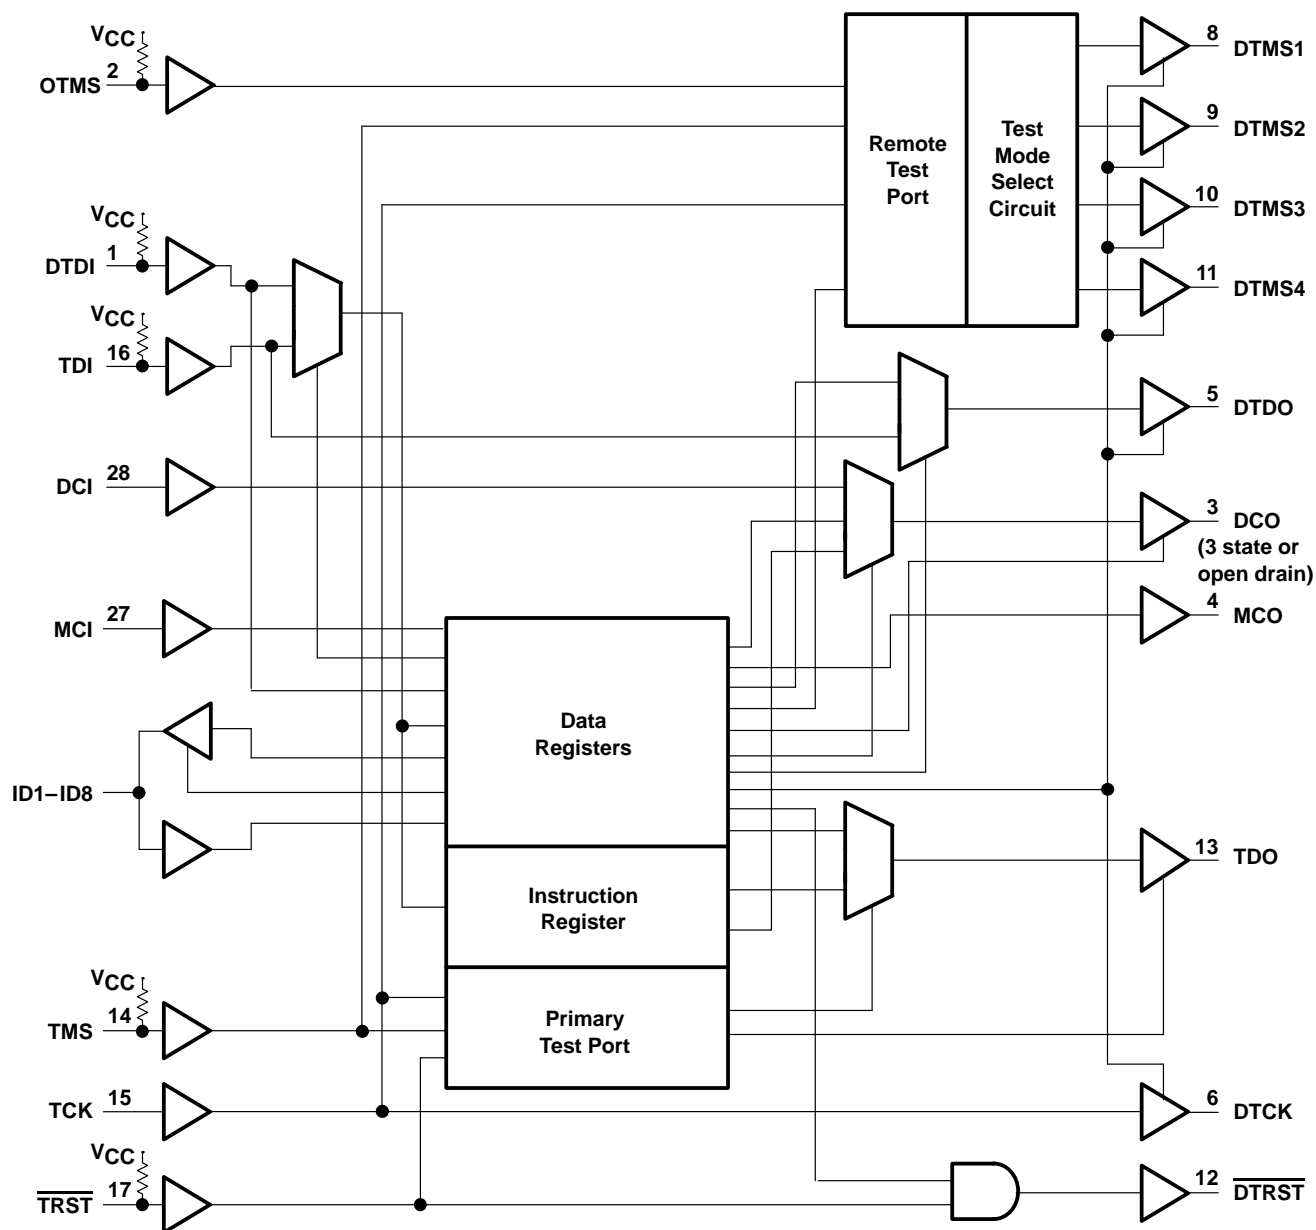 VCC
2
OTMS
VCC
1
DTDI
VCC
16
TDI
28
DCI
27
MCI
ID1–ID8
VCC
14
TMS
15
TCK
VCC
17
TRST
Remote
Test
Port
Test
Mode
Select
Circuit
Data
Registers
Instruction
Register
Primary
Test Port
8
DTMS1
9
DTMS2
10
DTMS3
11
DTMS4
5
DTDO
3
DCO
(3 state or
open drain)
4
MCO
13
TDO
6
DTCK
12
DTRST